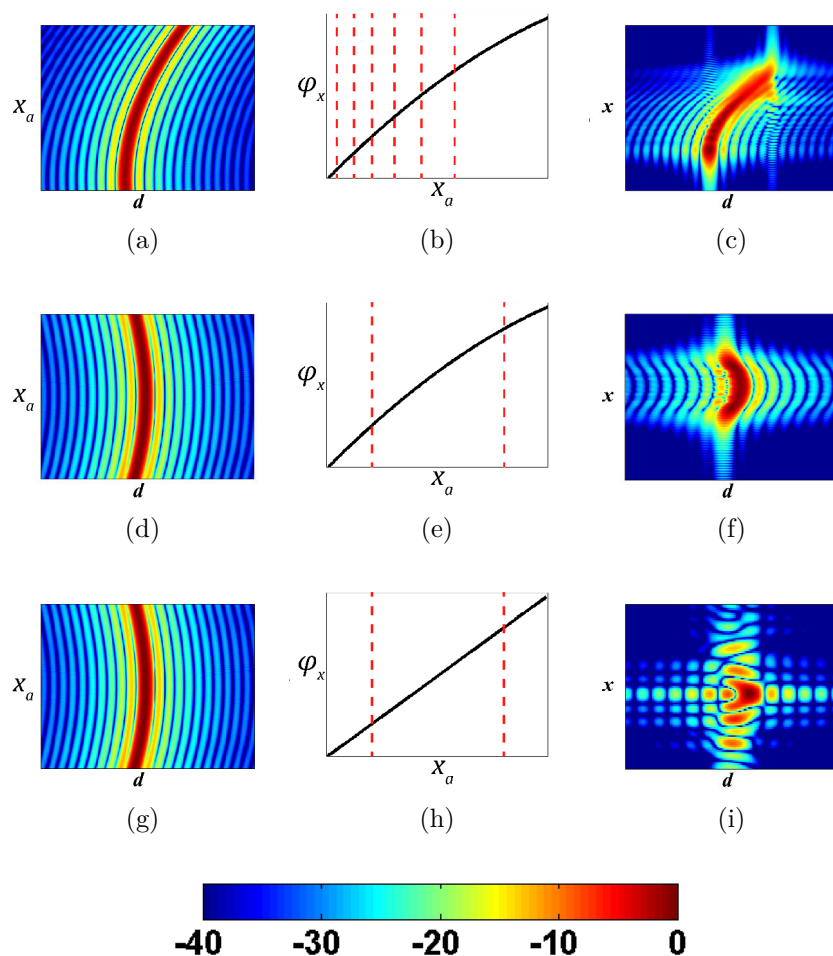 x_a
d
(a)
φ_x
x_a
(b)
x
d
(c)
x_a
d
(d)
φ_x
x_a
(e)
x
d
(f)
x_a
d
(g)
φ_x
x_a
(h)
x
d
(i)
-40 -30 -20 -10 0